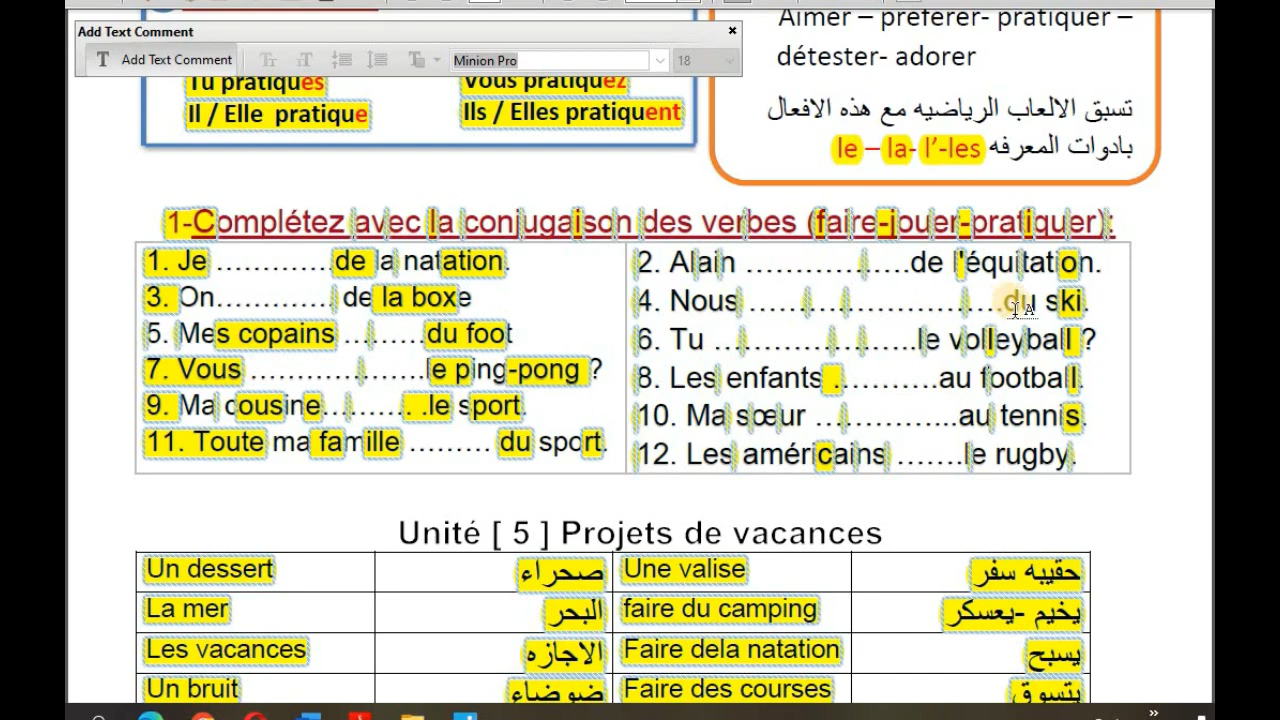 Add Text Comment
Add Text Comment
Minion Pro
18
Tu pratiques
Vous pratiquez
Il / Elle pratique
Ils / Elles pratiquent
Aimer – préférer- pratiquer –
détester- adorer
تسبق الالعاب الرياضيه مع هذه الافعال
بادوات المعرفه le – la- l’-les
1-Complétez avec la conjugaison des verbes (faire-jouer-pratiquer):
1. Je ………….de la natation.
2. Alain ………………de l'équitation.
3. On………… de la boxe
4. Nous ……………………….du ski.
5. Mes copains ………du foot
6. Tu …………………le volleyball ?
7. Vous ………………le ping-pong ?
8. Les enfants …………au football.
9. Ma cousine……….le sport.
10. Ma sœur ……………au tennis.
11. Toute ma famille ……… du sport.
12. Les américains …….le rugby.
Unité [ 5 ] Projets de vacances
Un dessert صحراء Une valise حقيبه سفر
La mer البحر faire du camping يخيم -يعسكر
Les vacances الاجازه Faire dela natation يسبح
Un bruit ضوضاء Faire des courses يتسوق